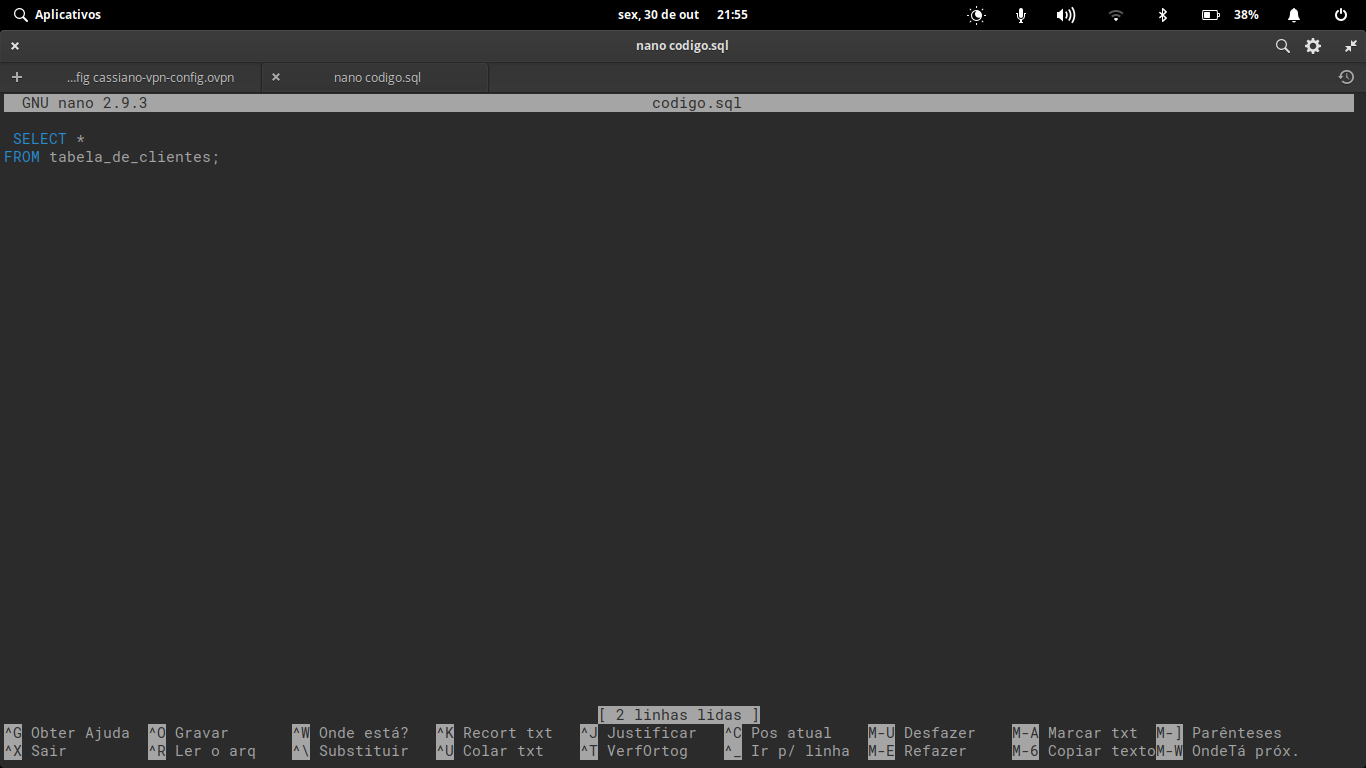 Aplicativos sex, 30 de out 21:55 38%
nano codigo.sql
...fig cassiano-vpn-config.ovpn nano codigo.sql
GNU nano 2.9.3 codigo.sql
SELECT *
FROM tabela_de_clientes;
[ 2 linhas lidas ]
^G Obter Ajuda ^O Gravar ^W Onde está? ^K Recort txt ^J Justificar ^C Pos atual M-U Desfazer M-A Marcar txt M-] Parênteses
^X Sair ^R Ler o arq ^\ Substituir ^U Colar txt ^T VerfOrtog ^_ Ir p/ linha M-E Refazer M-6 Copiar texto M-W OndeTá próx.